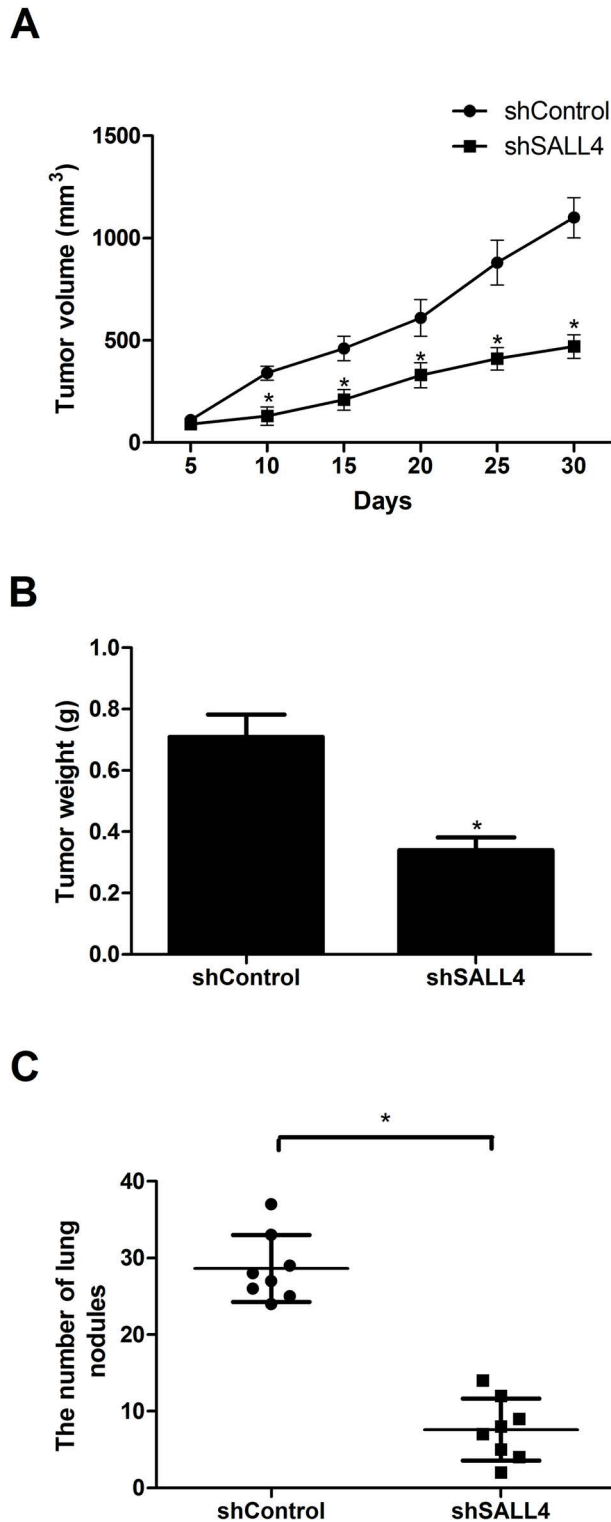 A
shControl
shSALL4
1500
1000
500
0
Tumor volume (mm³)
*
*
*
*
*
5 10 15 20 25 30
Days
B
1.0
0.8
0.6
0.4
0.2
0.0
Tumor weight (g)
*
shControl shSALL4
C
*
40
30
20
10
0
The number of lung
nodules
shControl shSALL4